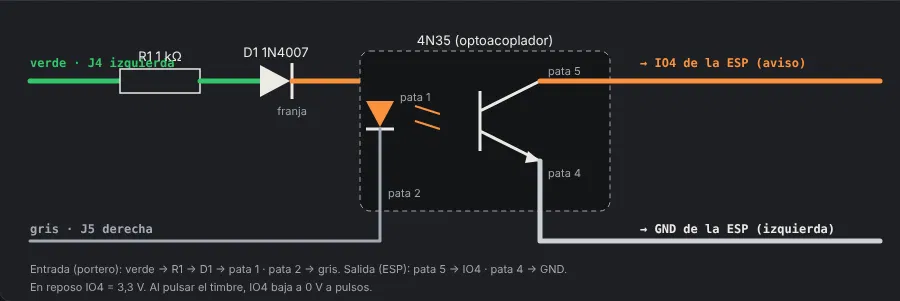 4N35 (optoacoplador)
R1 1 kΩ
D1 1N4007
verde · J4 izquierda
→ IO4 de la ESP (aviso)
pata 5
pata 1
franja
pata 4
pata 2
gris · J5 derecha
→ GND de la ESP (izquierda)
Entrada (portero): verde → R1 → D1 → pata 1 · pata 2 → gris. Salida (ESP): pata 5 → IO4 · pata 4 → GND.
En reposo IO4 = 3,3 V. Al pulsar el timbre, IO4 baja a 0 V a pulsos.